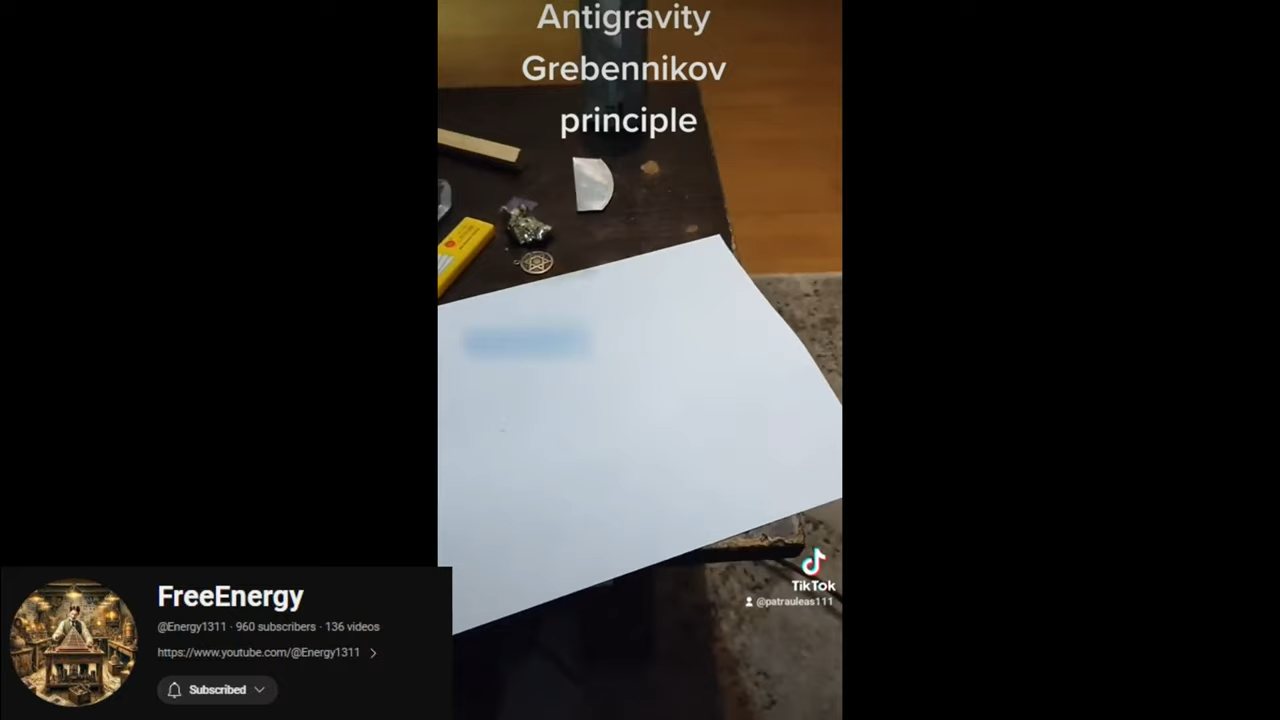 Antigravity
Grebennikov
principle
TikTok
@patrauleas111
FreeEnergy
@Energy1311 · 960 subscribers · 136 videos
https://www.youtube.com/@Energy1311
Subscribed